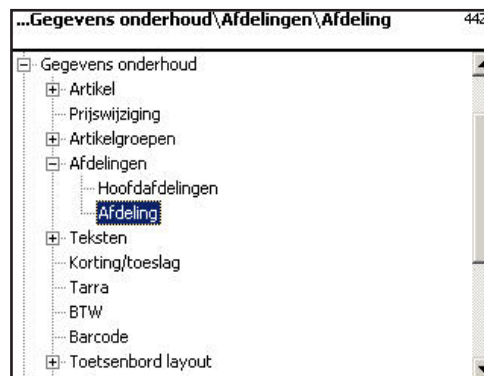 ...Gegevens onderhoud\Afdelingen\Afdeling 442
Gegevens onderhoud
Artikel
Prijswijziging
Artikelgroepen
Afdelingen
Hoofdafdelingen
Afdeling
Teksten
Korting/toeslag
Tarra
BTW
Barcode
Toetsenbord layout